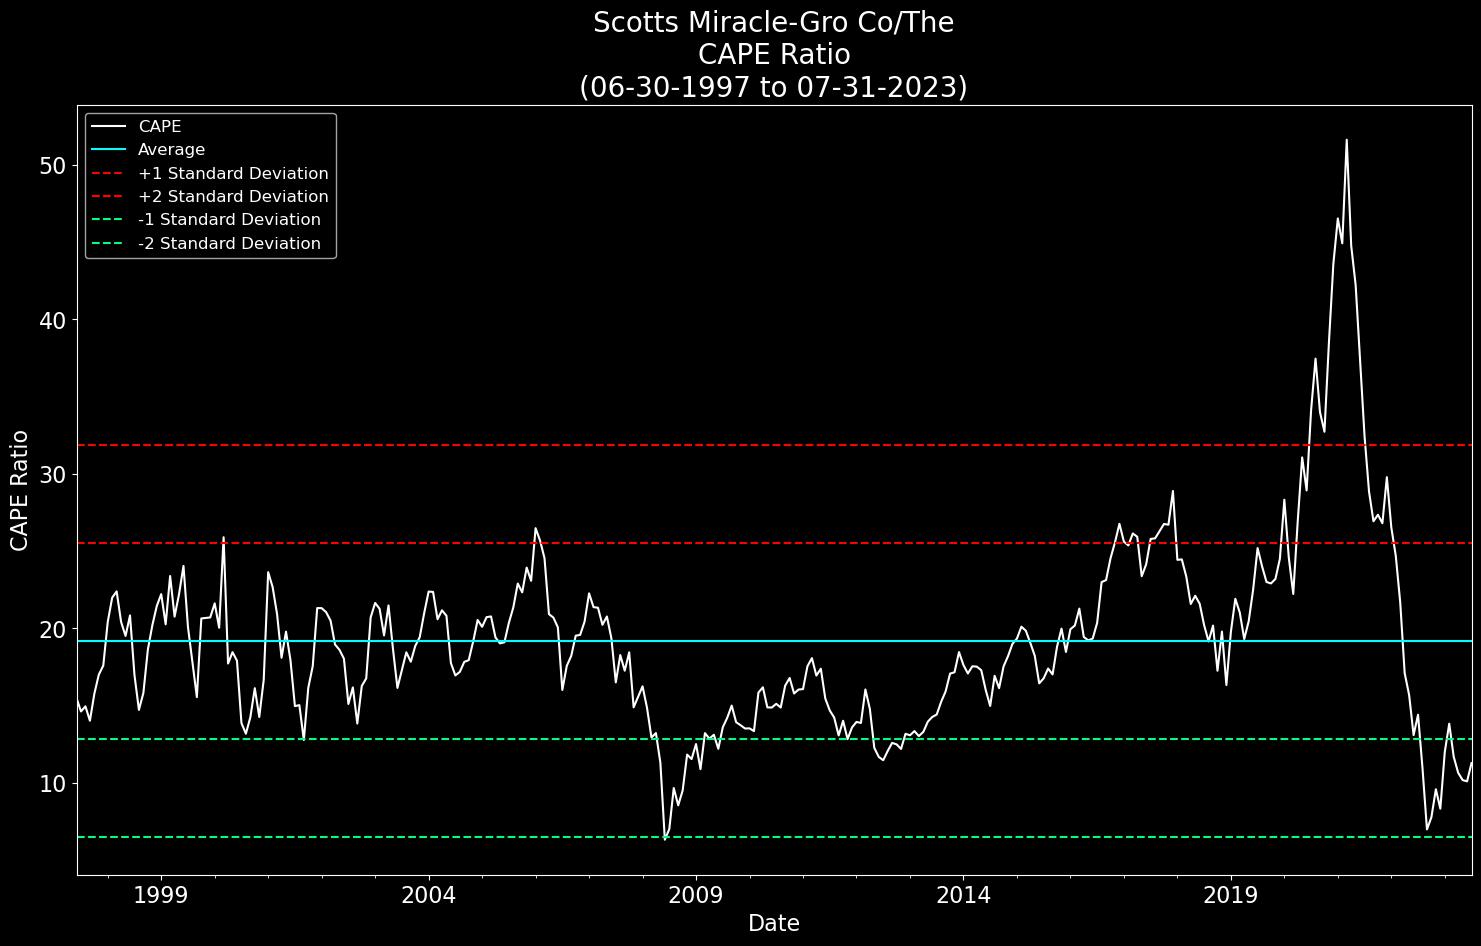 Scotts Miracle-Gro Co/The
CAPE Ratio
(06-30-1997 to 07-31-2023)
CAPE
Average
+1 Standard Deviation
+2 Standard Deviation
-1 Standard Deviation
-2 Standard Deviation
50
40
30
20
10
CAPE Ratio
1999
2004
2009
2014
2019
Date